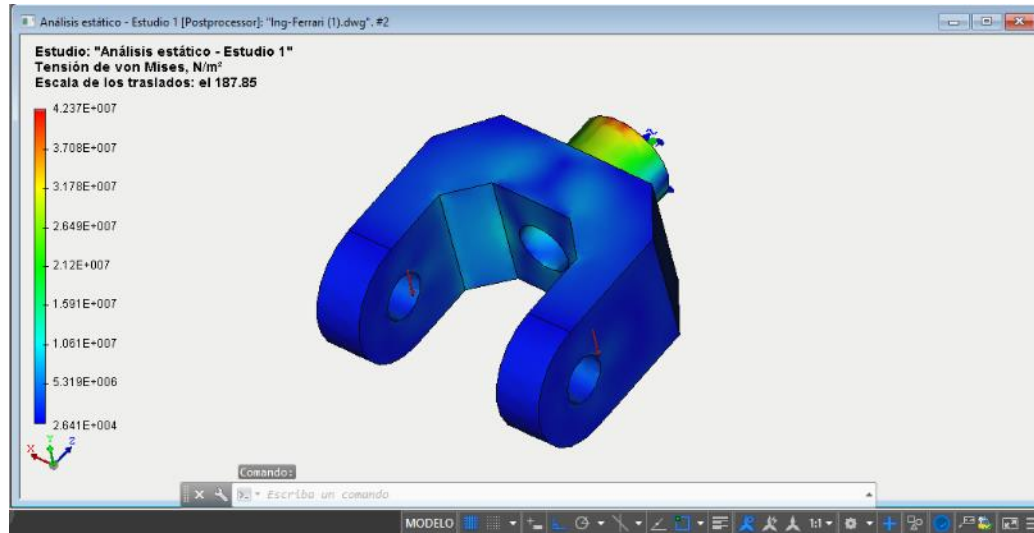 Análisis estático - Estudio 1 [Postprocessor]: "Ing-Ferrari (1).dwg". #2
Estudio: "Análisis estático - Estudio 1"
Tensión de von Mises, N/m²
Escala de los traslados: el 187.85
4.237E+007
3.708E+007
3.178E+007
2.649E+007
2.12E+007
1.591E+007
1.061E+007
5.319E+006
2.641E+004
X Y Z
Comando:
Escriba un comando
MODELO
1:1